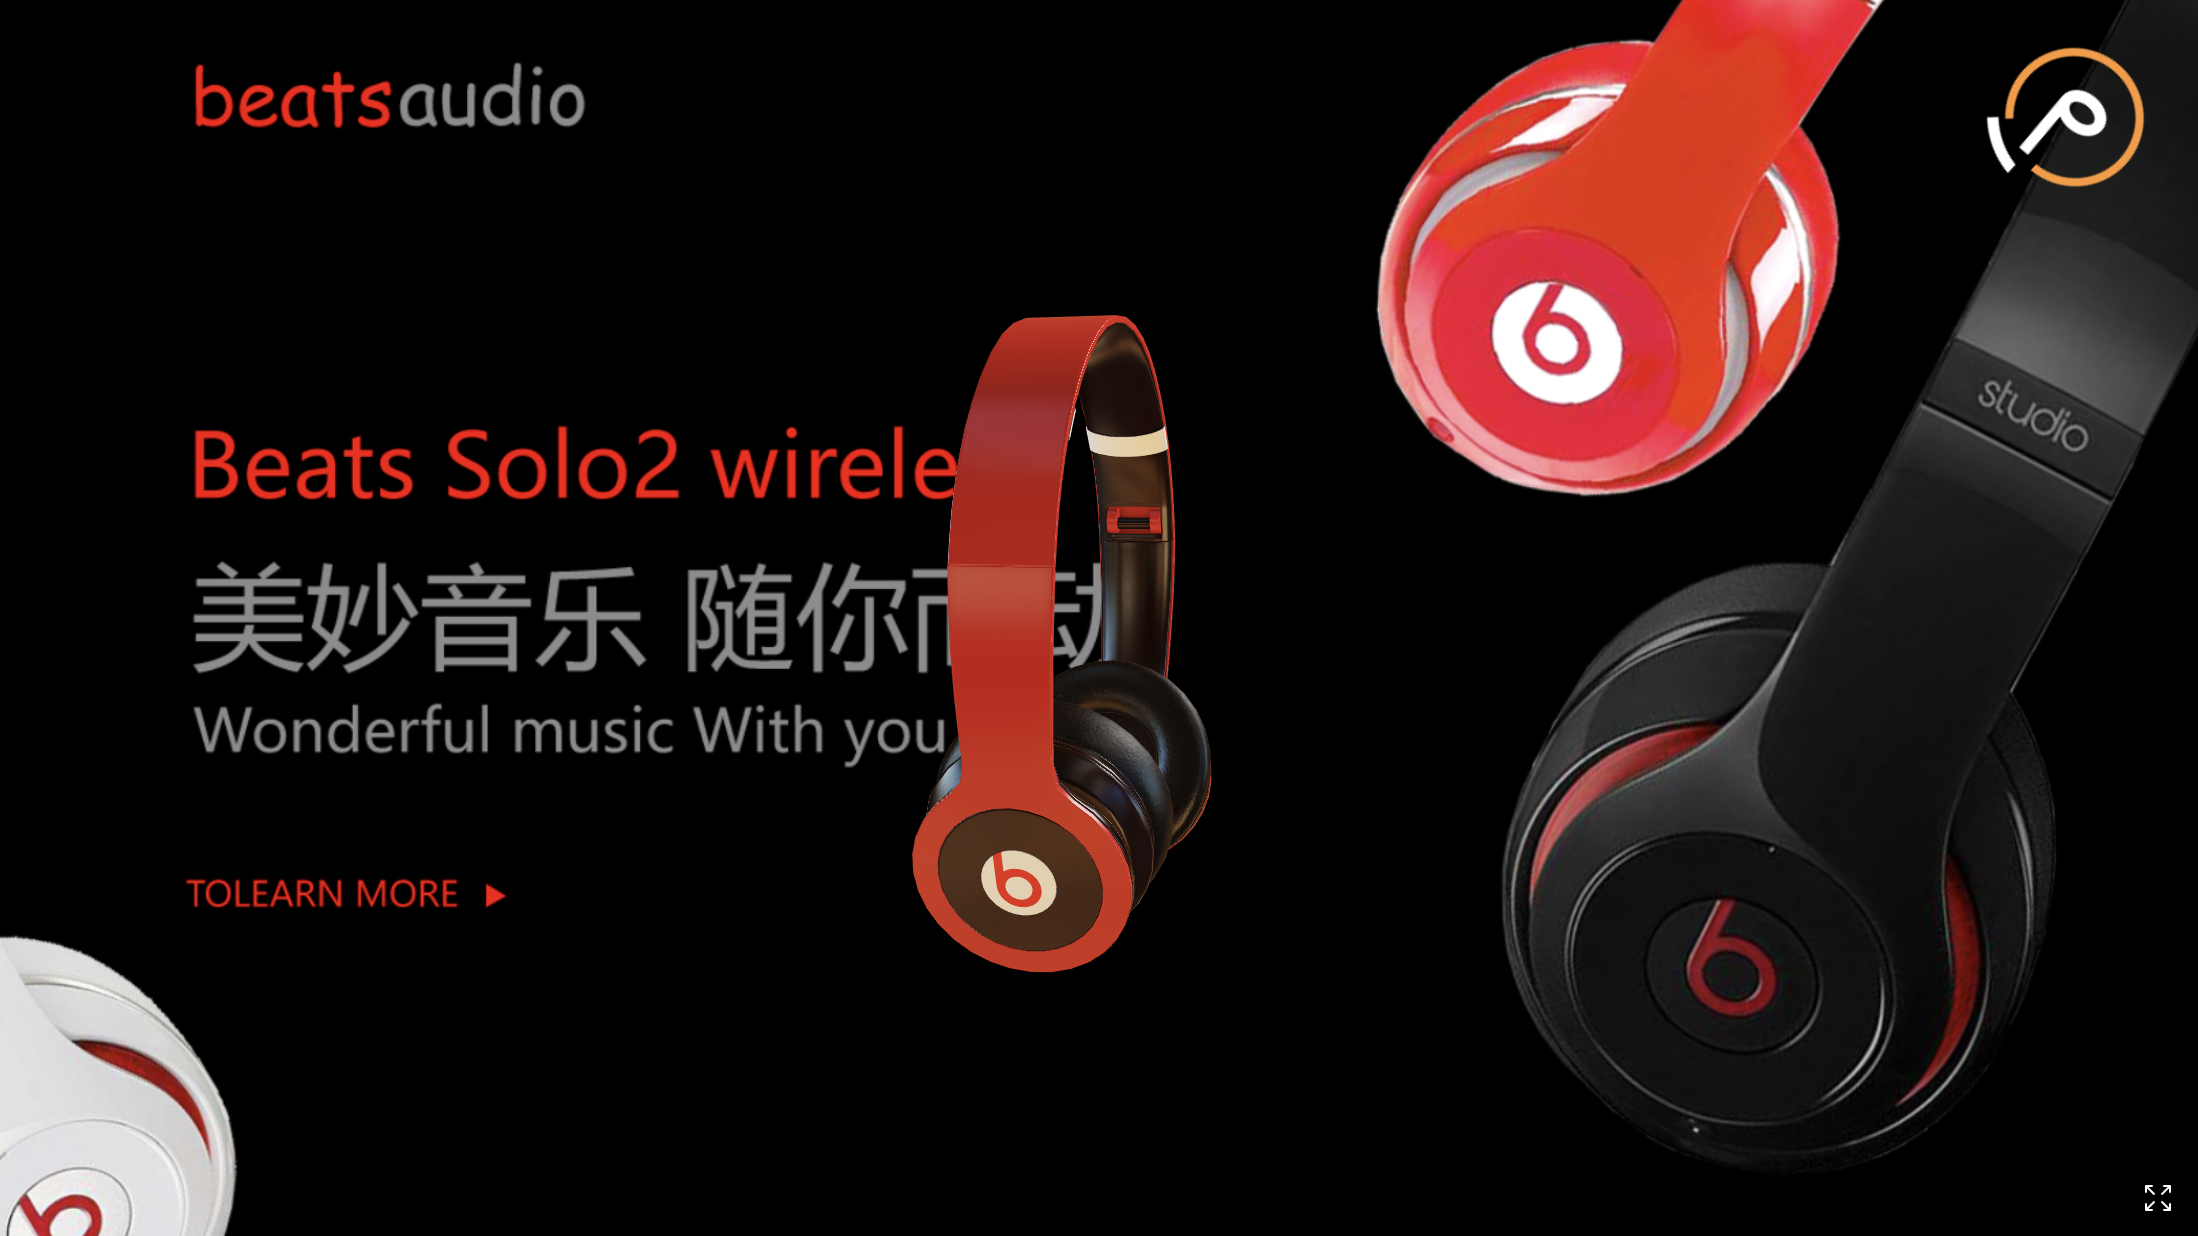 beatsaudio
Beats Solo2 wirele
美妙音乐 随你
Wonderful music With you
TOLEARN MORE
studio